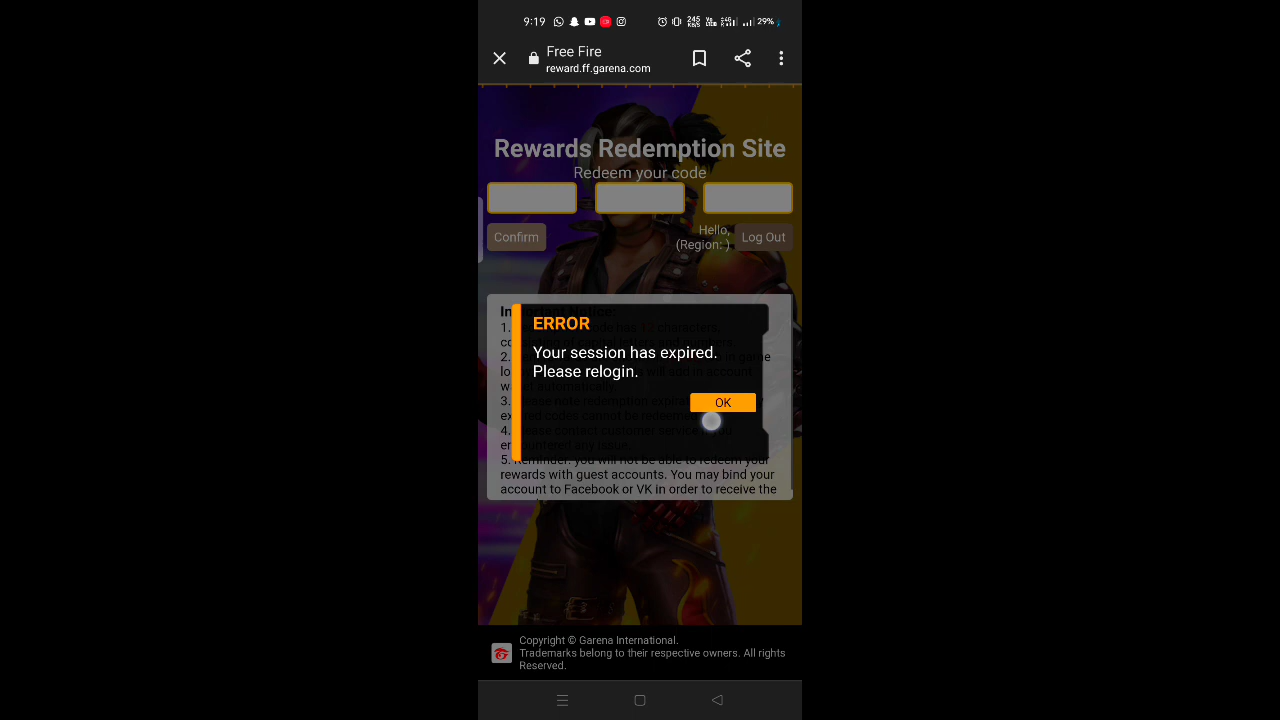 9:19
245 KB/S
29%
Free Fire
reward.ff.garena.com
Rewards Redemption Site
Redeem your code
Confirm
Hello,
(Region: )
Log Out
ERROR
Your session has expired.
Please relogin.
OK
rewards with guest accounts. You may bind your
account to Facebook or VK in order to receive the
Copyright © Garena International.
Trademarks belong to their respective owners. All rights
Reserved.